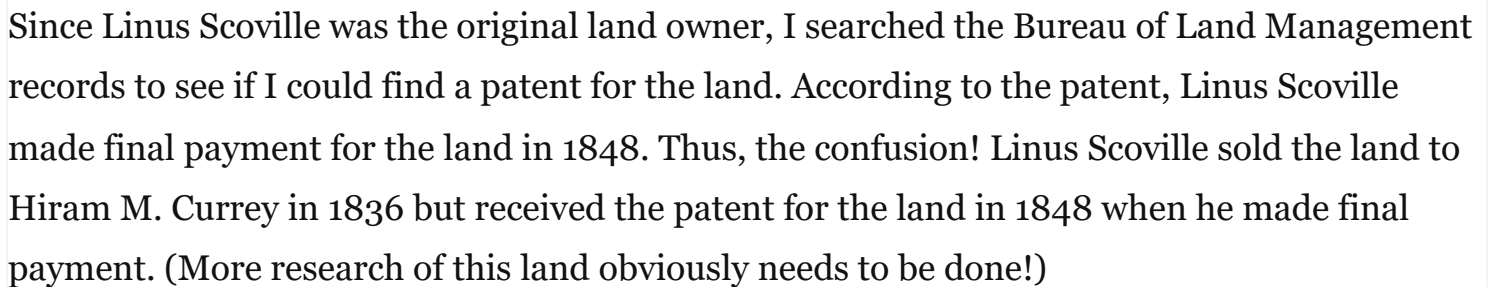 Since Linus Scoville was the original land owner, I searched the Bureau of Land Management
records to see if I could find a patent for the land. According to the patent, Linus Scoville
made final payment for the land in 1848. Thus, the confusion! Linus Scoville sold the land to
Hiram M. Currey in 1836 but received the patent for the land in 1848 when he made final
payment. (More research of this land obviously needs to be done!)